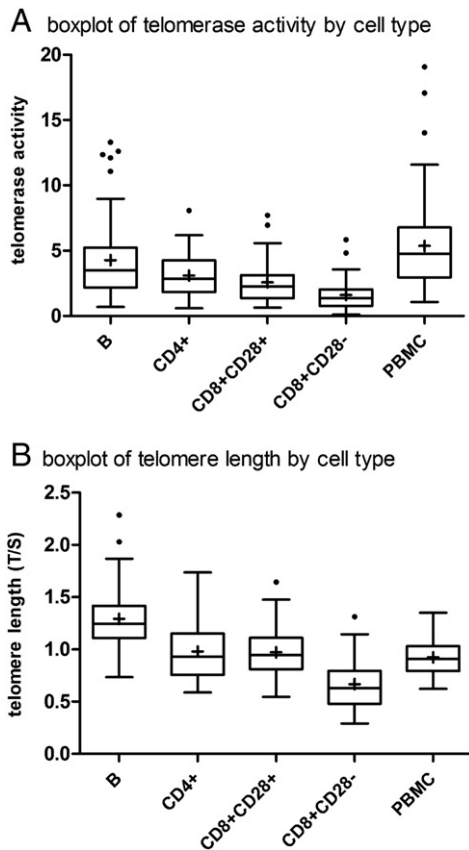 A boxplot of telomerase activity by cell type
telomerase activity
20
15
10
5
0
B
CD4+
CD8+CD28+
CD8+CD28-
PBMC
B boxplot of telomere length by cell type
telomere length (T/S)
2.5
2.0
1.5
1.0
0.5
0.0
B
CD4+
CD8+CD28+
CD8+CD28-
PBMC